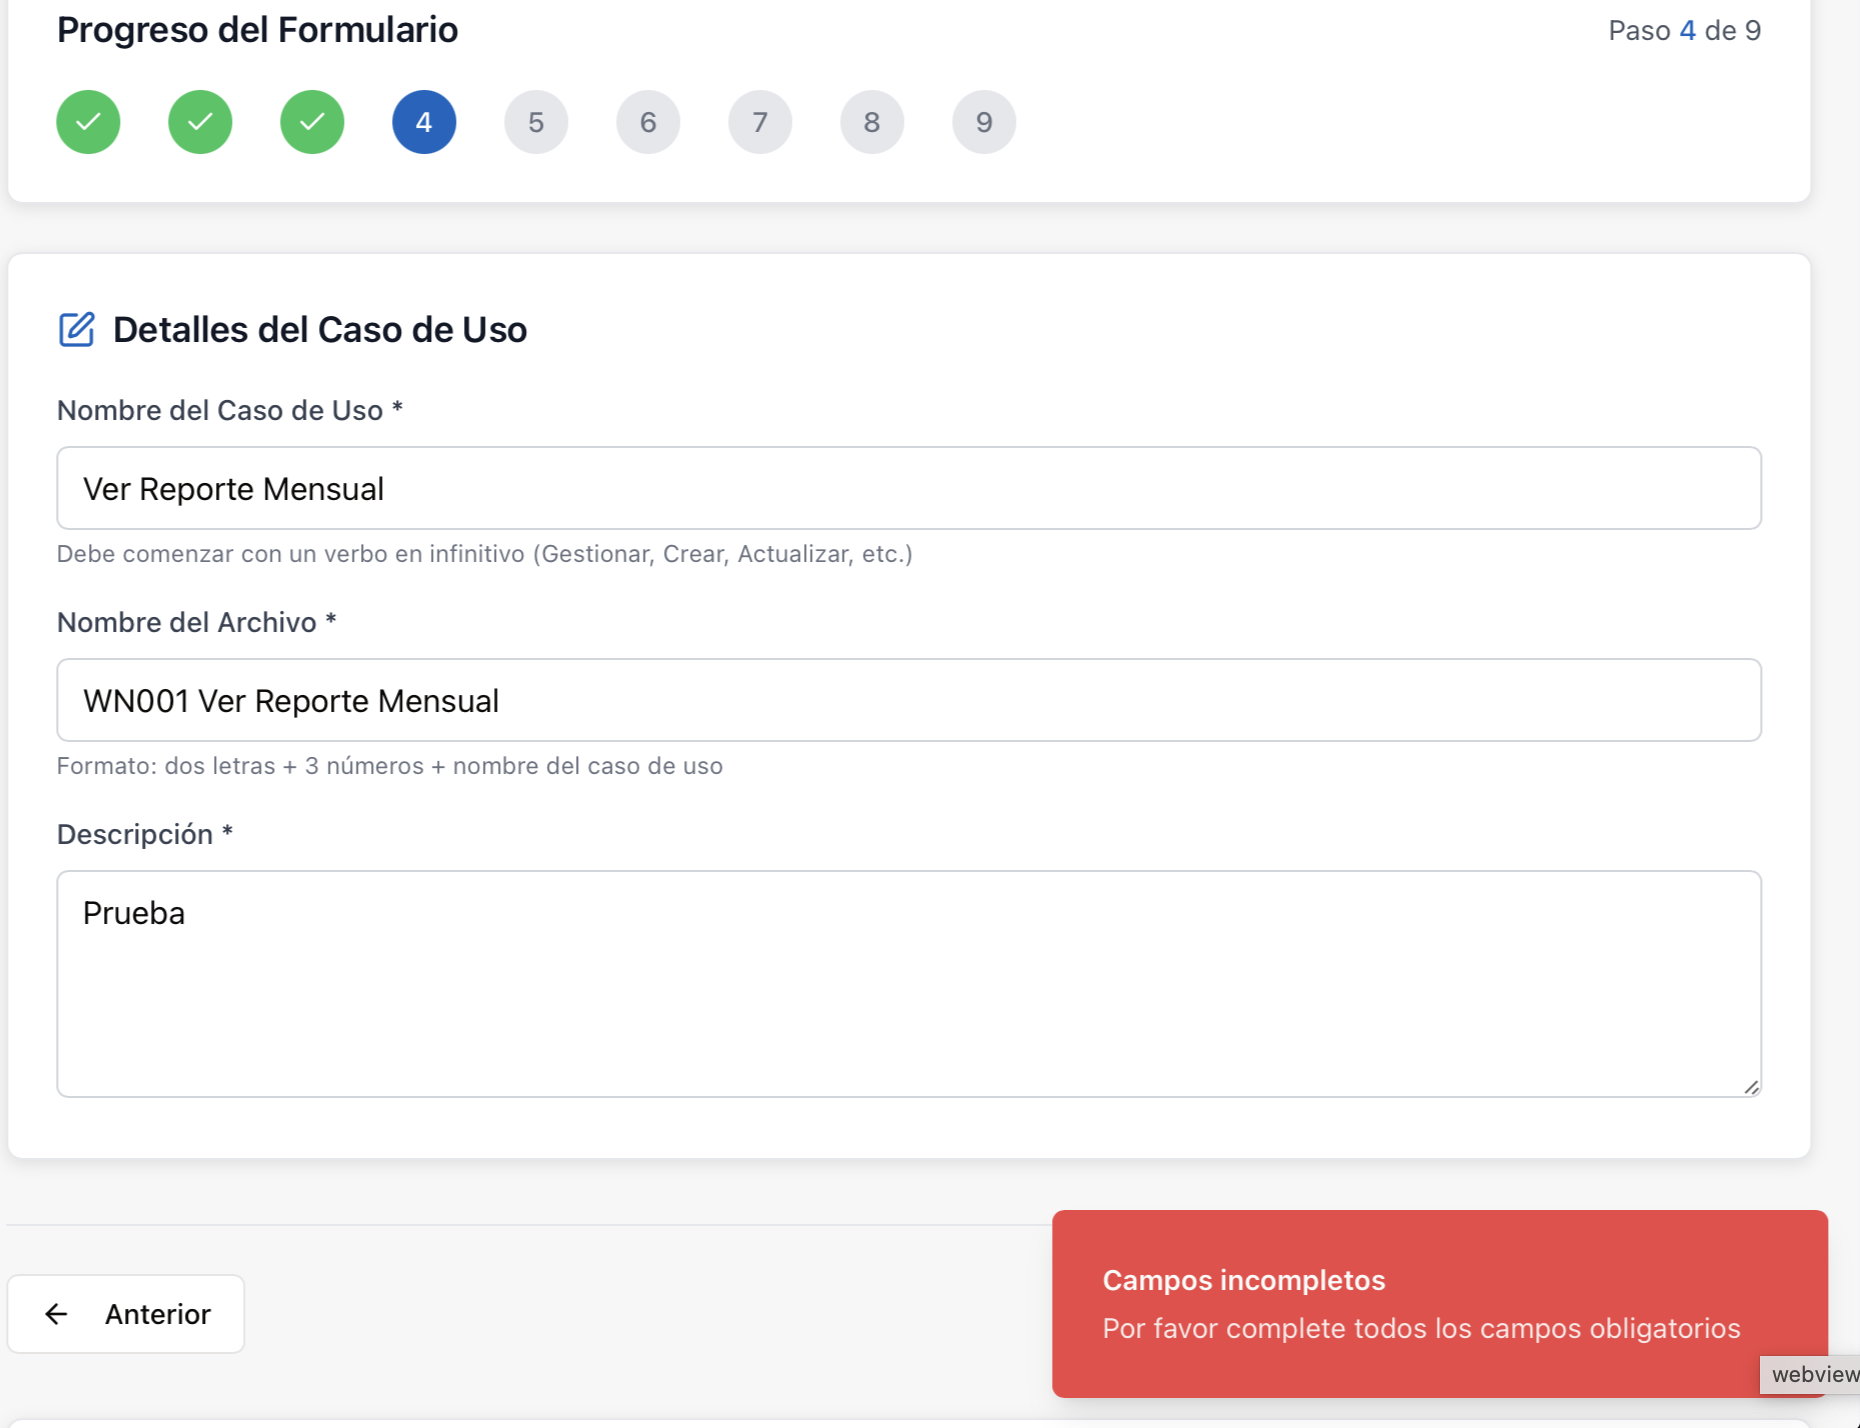 Progreso del Formulario
Paso 4 de 9
4 5 6 7 8 9
Detalles del Caso de Uso
Nombre del Caso de Uso *
Ver Reporte Mensual
Debe comenzar con un verbo en infinitivo (Gestionar, Crear, Actualizar, etc.)
Nombre del Archivo *
WN001 Ver Reporte Mensual
Formato: dos letras + 3 números + nombre del caso de uso
Descripción *
Prueba
Campos incompletos
Por favor complete todos los campos obligatorios
Anterior
webview